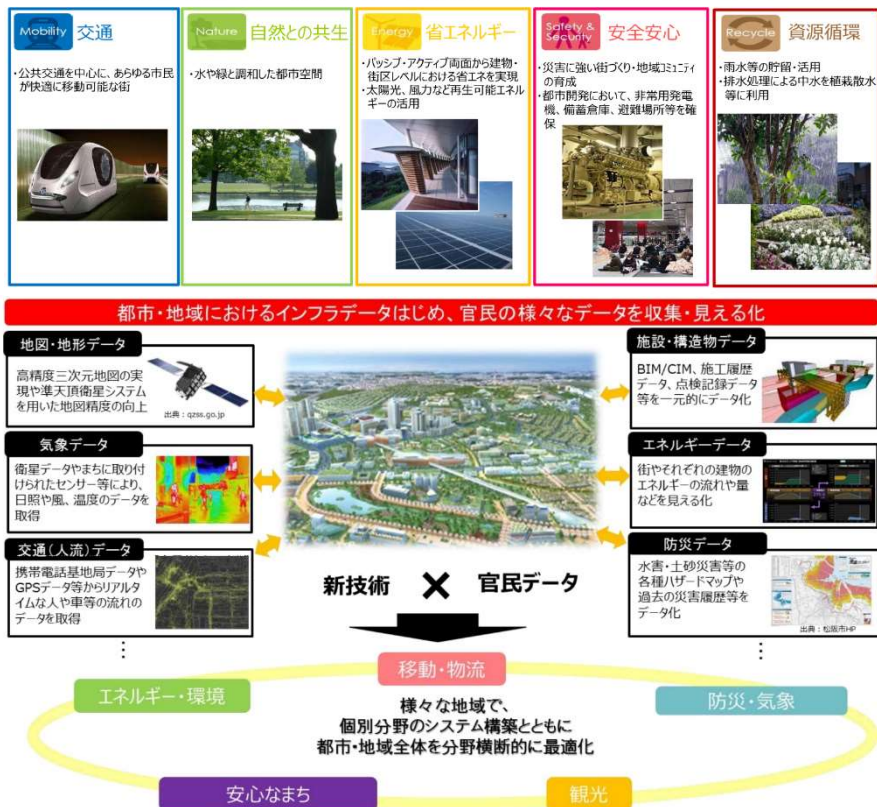 Mobility 交通
・公共交通を中心に、あらゆる市民
が快適に移動可能な街
Nature 自然との共生
・水や緑と調和した都市空間
Energy 省エネルギー
・パッシブ・アクティブ両面から建物・
街区レベルにおける省エネを実現
・太陽光、風力など再生可能エネル
ギーの活用
Safety &
Security 安全安心
・災害に強い街づくり・地域コミュニティ
の育成
・都市開発において、非常用発電
機、備蓄倉庫、避難場所等を確
保
Recycle 資源循環
・雨水等の貯留・活用
・排水処理による中水を植栽散水
等に利用
都市・地域におけるインフラデータはじめ、官民の様々なデータを収集・見える化
地図・地形データ
高精度三次元地図の実
現や準天頂衛星システム
を用いた地図精度の向上
出典：qzss.go.jp
気象データ
衛星データやまちに取り付
けられたセンサー等により、
日照や風、温度のデータを
取得
交通(人流)データ
携帯電話基地局データや
GPSデータ等からリアルタ
イムな人や車等の流れの
データを取得
⋮
施設・構造物データ
BIM/CIM、施工履歴
データ、点検記録データ
等を一元的にデータ化
エネルギーデータ
街やそれぞれの建物の
エネルギーの流れや量
などを見える化
防災データ
水害・土砂災害等の
各種ハザードマップや
過去の災害履歴等を
データ化
出典：松阪市HP
⋮
新技術 × 官民データ
移動・物流
エネルギー・環境
防災・気象
様々な地域で、
個別分野のシステム構築とともに
都市・地域全体を分野横断的に最適化
安心なまち
観光